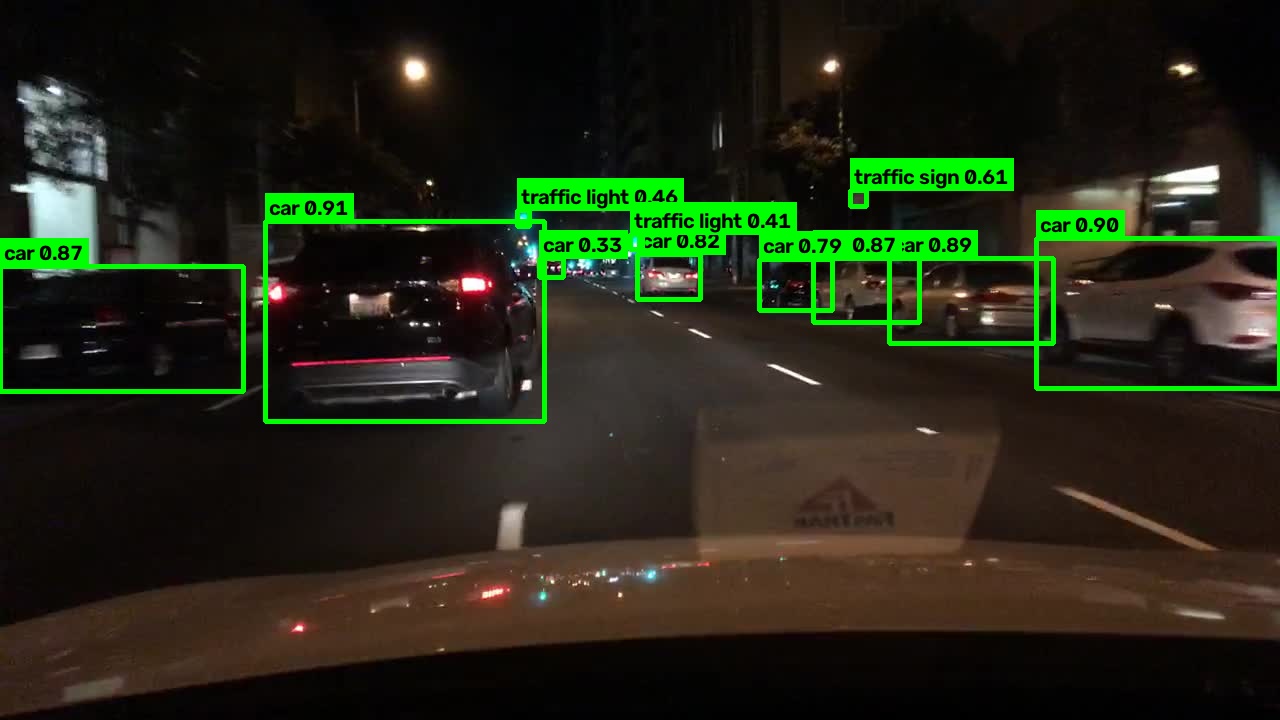 traffic sign 0.61
traffic light 0.46
car 0.91
traffic light 0.41
car 0.90
car 0.33
car 0.82
car 0.79
0.87
car 0.89
car 0.87
FASTRAK